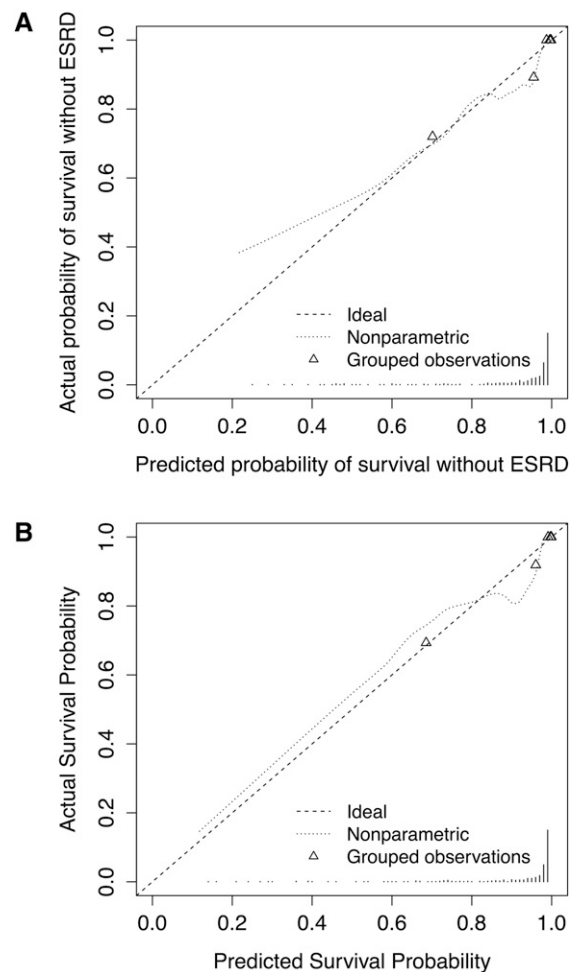 A
Actual probability of survival without ESRD
1.0
0.8
0.6
0.4
0.2
0.0
Ideal
Nonparametric
Grouped observations
0.0 0.2 0.4 0.6 0.8 1.0
Predicted probability of survival without ESRD
B
Actual Survival Probability
1.0
0.8
0.6
0.4
0.2
0.0
Ideal
Nonparametric
Grouped observations
0.0 0.2 0.4 0.6 0.8 1.0
Predicted Survival Probability